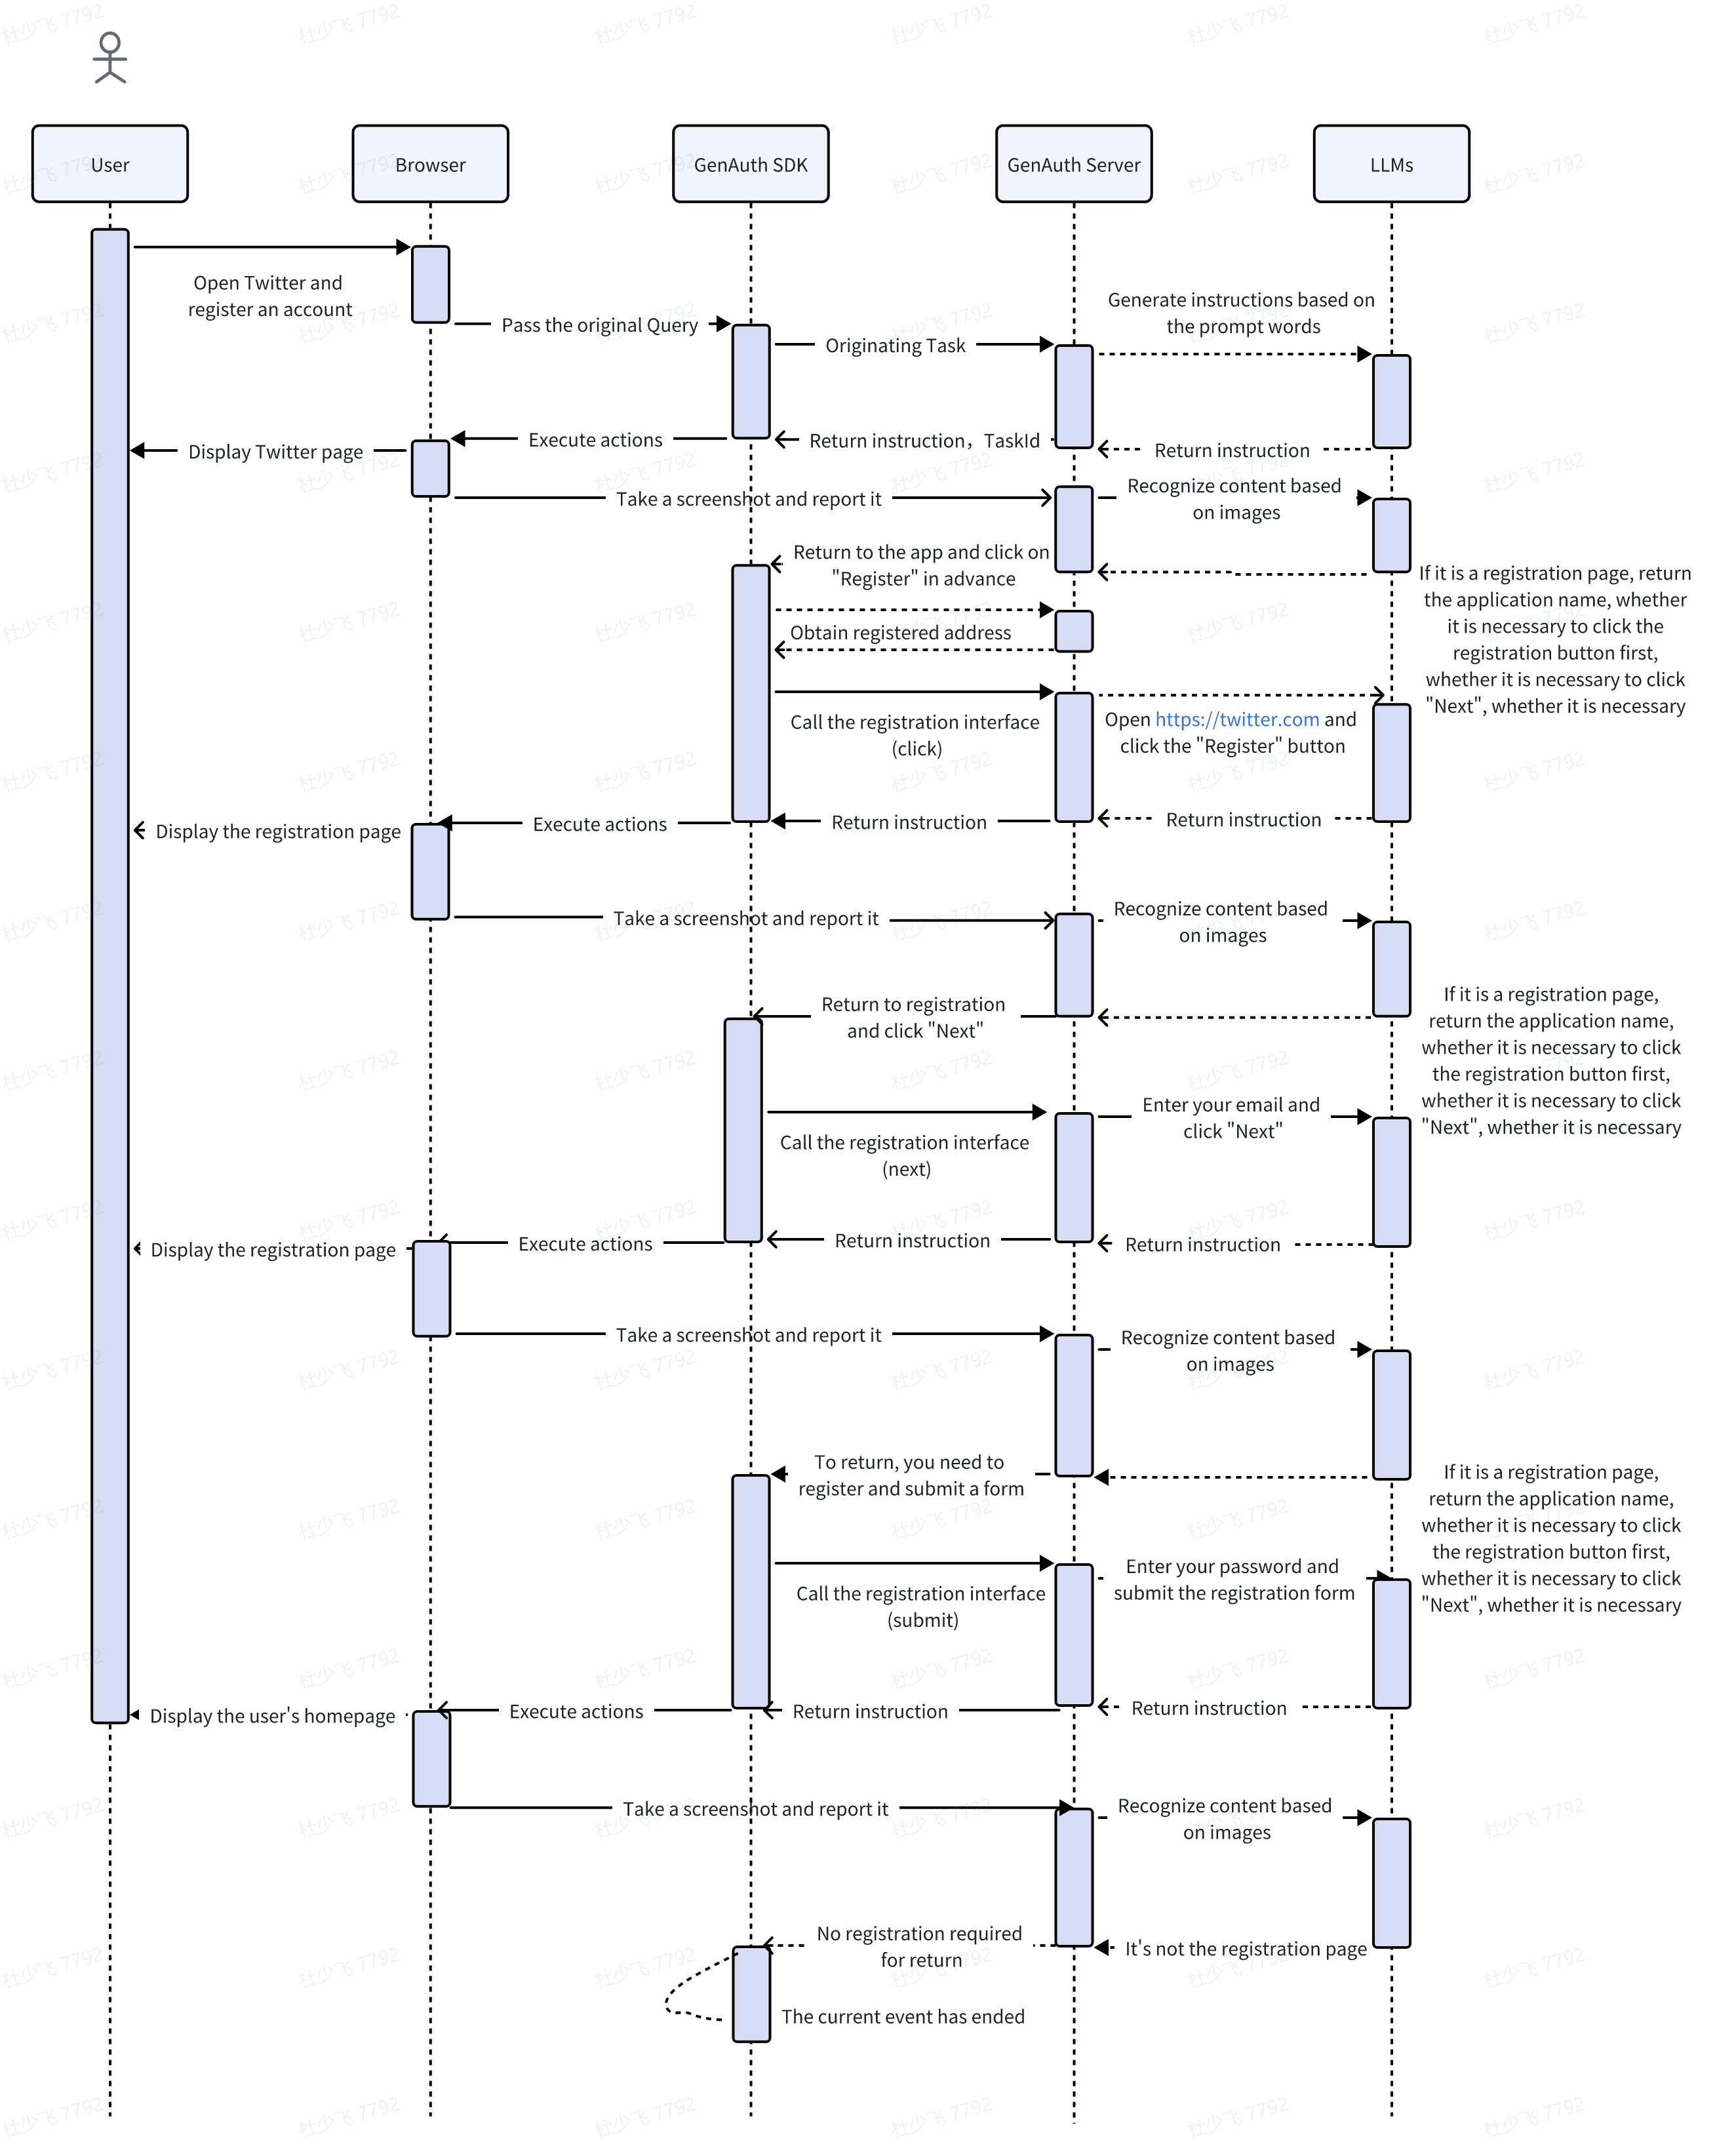 User
Browser
GenAuth SDK
GenAuth Server
LLMs
Open Twitter and
register an account
Pass the original Query
Originating Task
Generate instructions based on
the prompt words
Display Twitter page
Execute actions
Return instruction，TaskId
Return instruction
Take a screenshot and report it
Recognize content based
on images
Return to the app and click on
"Register" in advance
If it is a registration page, return
the application name, whether
it is necessary to click the
registration button first,
whether it is necessary to click
"Next", whether it is necessary
Obtain registered address
Call the registration interface
(click)
Open https://twitter.com and
click the "Register" button
Display the registration page
Execute actions
Return instruction
Return instruction
Take a screenshot and report it
Recognize content based
on images
Return to registration
and click "Next"
If it is a registration page,
return the application name,
whether it is necessary to click
the registration button first,
whether it is necessary to click
"Next", whether it is necessary
Call the registration interface
(next)
Enter your email and
click "Next"
Display the registration page
Execute actions
Return instruction
Return instruction
Take a screenshot and report it
Recognize content based
on images
To return, you need to
register and submit a form
If it is a registration page,
return the application name,
whether it is necessary to click
the registration button first,
whether it is necessary to click
"Next", whether it is necessary
Call the registration interface
(submit)
Enter your password and
submit the registration form
Display the user's homepage
Execute actions
Return instruction
Return instruction
Take a screenshot and report it
Recognize content based
on images
No registration required
for return
It's not the registration page
The current event has ended
杜少飞 7792